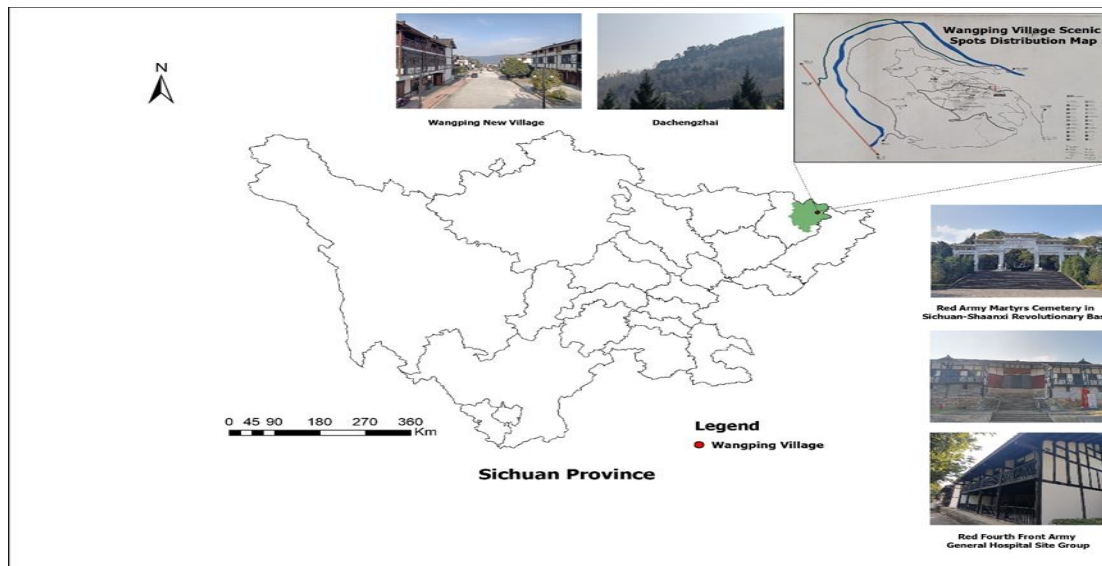 N
Wangping New Village
Dachengzhai
Wangping Village Scenic
Spots Distribution Map
Red Army Martyrs Cemetery in
Sichuan-Shaanxi Revolutionary Bas
0 45 90 180 270 360
Km
Legend
Wangping Village
Sichuan Province
Red Fourth Front Army
General Hospital Site Group